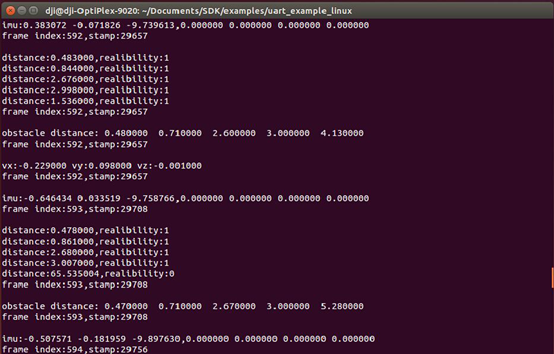 dji@dji-OptiPlex-9020: ~/Documents/SDK/examples/uart_example_linux
imu:0.383072 -0.071826 -9.739613,0.000000 0.000000 0.000000 0.000000
frame index:592,stamp:29657
distance:0.483000,realibility:1
distance:0.844000,realibility:1
distance:2.676000,realibility:1
distance:2.998000,realibility:1
distance:1.536000,realibility:1
frame index:592,stamp:29657
obstacle distance: 0.480000 0.710000 2.600000 3.000000 4.130000
frame index:592,stamp:29657
vx:-0.229000 vy:0.098000 vz:-0.001000
frame index:592,stamp:29657
imu:-0.646434 0.033519 -9.758766,0.000000 0.000000 0.000000 0.000000
frame index:593,stamp:29708
distance:0.478000,realibility:1
distance:0.861000,realibility:1
distance:2.680000,realibility:1
distance:3.007000,realibility:1
distance:65.535004,realibility:0
frame index:593,stamp:29708
obstacle distance: 0.470000 0.710000 2.670000 3.000000 5.280000
frame index:593,stamp:29708
imu:-0.507571 -0.181959 -9.897630,0.000000 0.000000 0.000000 0.000000
frame index:594,stamp:29756